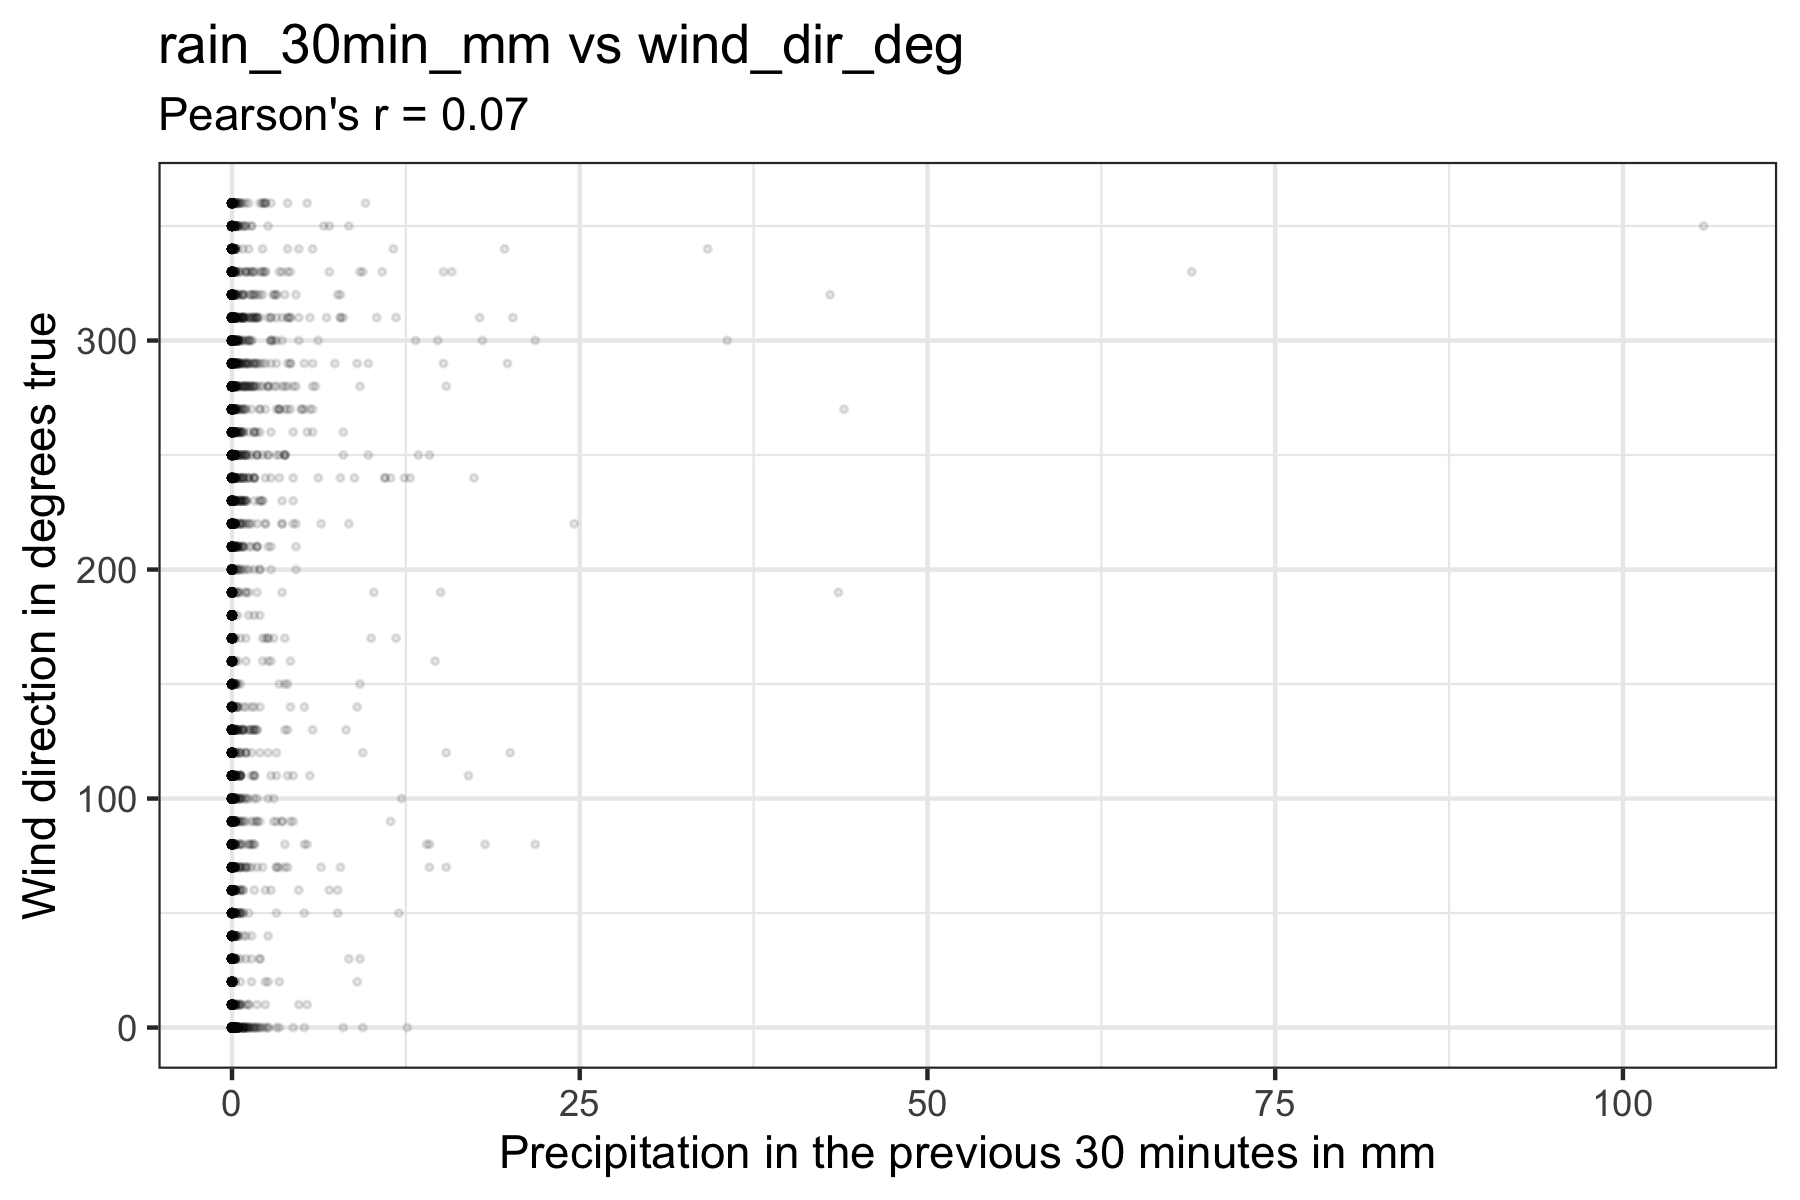 rain_30min_mm vs wind_dir_deg
Pearson's r = 0.07
Wind direction in degrees true
300
200
100
0
0 25 50 75 100
Precipitation in the previous 30 minutes in mm